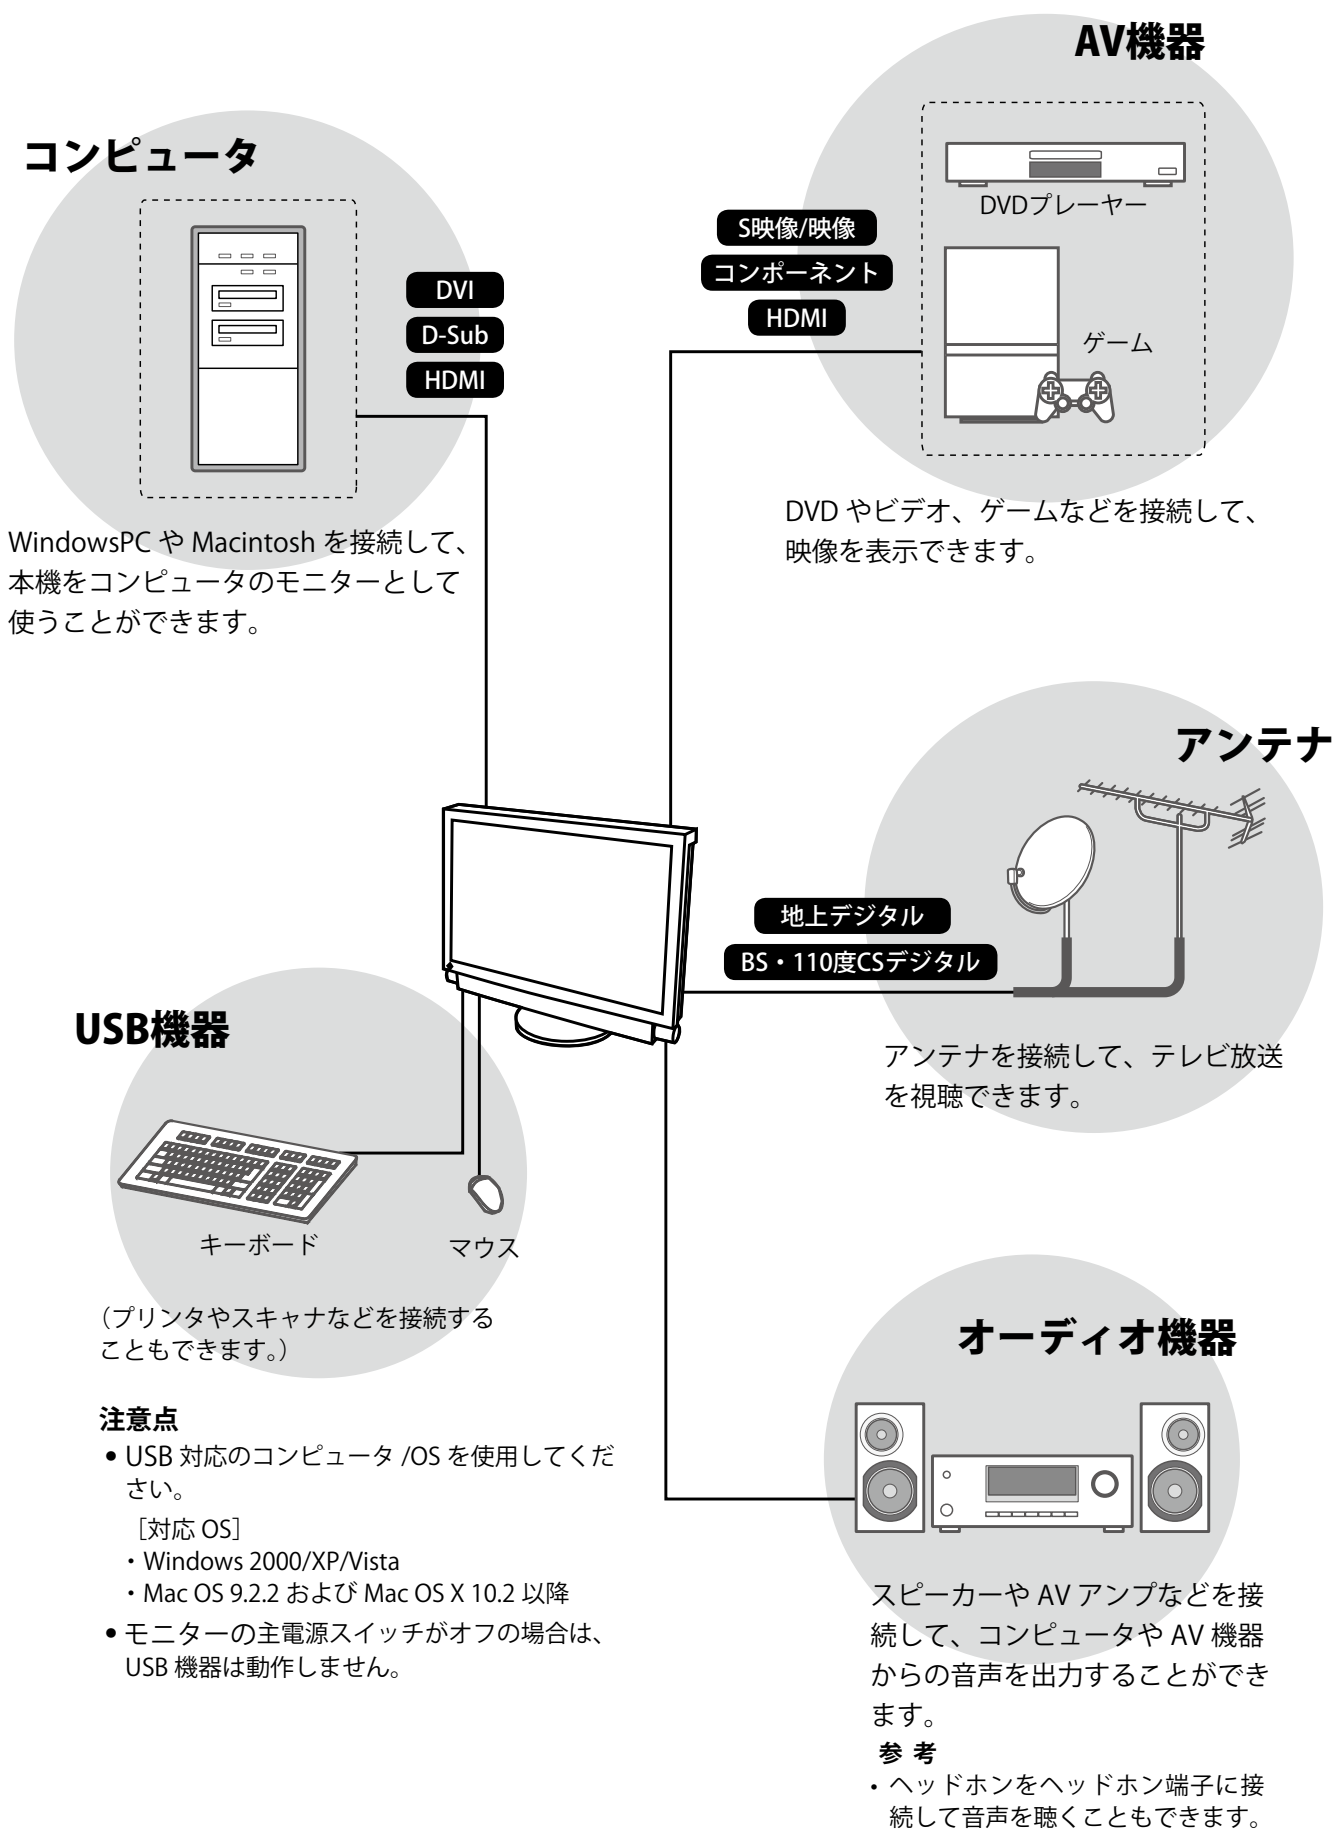 コンピュータ
DVI
D-Sub
HDMI
WindowsPC や Macintosh を接続して、
本機をコンピュータのモニターとして
使うことができます。
AV機器
DVDプレーヤー
S映像/映像
コンポーネント
HDMI
ゲーム
DVD やビデオ、ゲームなどを接続して、
映像を表示できます。
アンテナ
地上デジタル
BS・110度CSデジタル
アンテナを接続して、テレビ放送
を視聴できます。
USB機器
キーボード
マウス
（プリンタやスキャナなどを接続する
こともできます。）
注意点
• USB 対応のコンピュータ /OS を使用してくだ
さい。
［対応 OS］
・Windows 2000/XP/Vista
・Mac OS 9.2.2 および Mac OS X 10.2 以降
• モニターの主電源スイッチがオフの場合は、
USB 機器は動作しません。
オーディオ機器
スピーカーや AV アンプなどを接
続して、コンピュータや AV 機器
からの音声を出力することができ
ます。
参 考
・ヘッドホンをヘッドホン端子に接
続して音声を聴くこともできます。